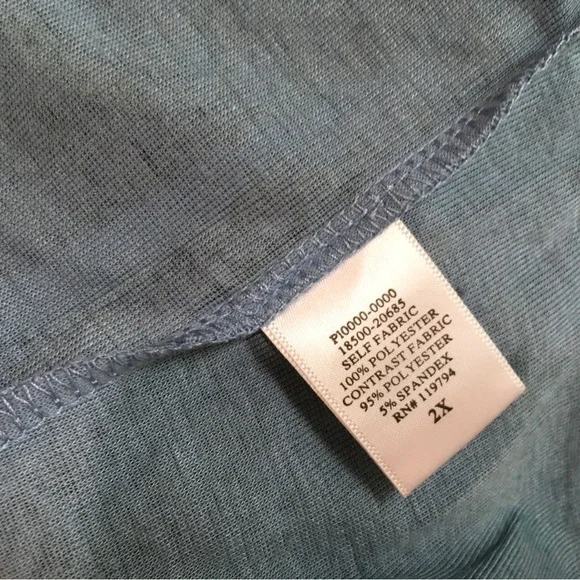 P10000-0000
18500-20685
SELF FABRIC
100% POLYESTER
CONTRAST FABRIC
95% POLYESTER
5% SPANDEX
RN# 119794
2X